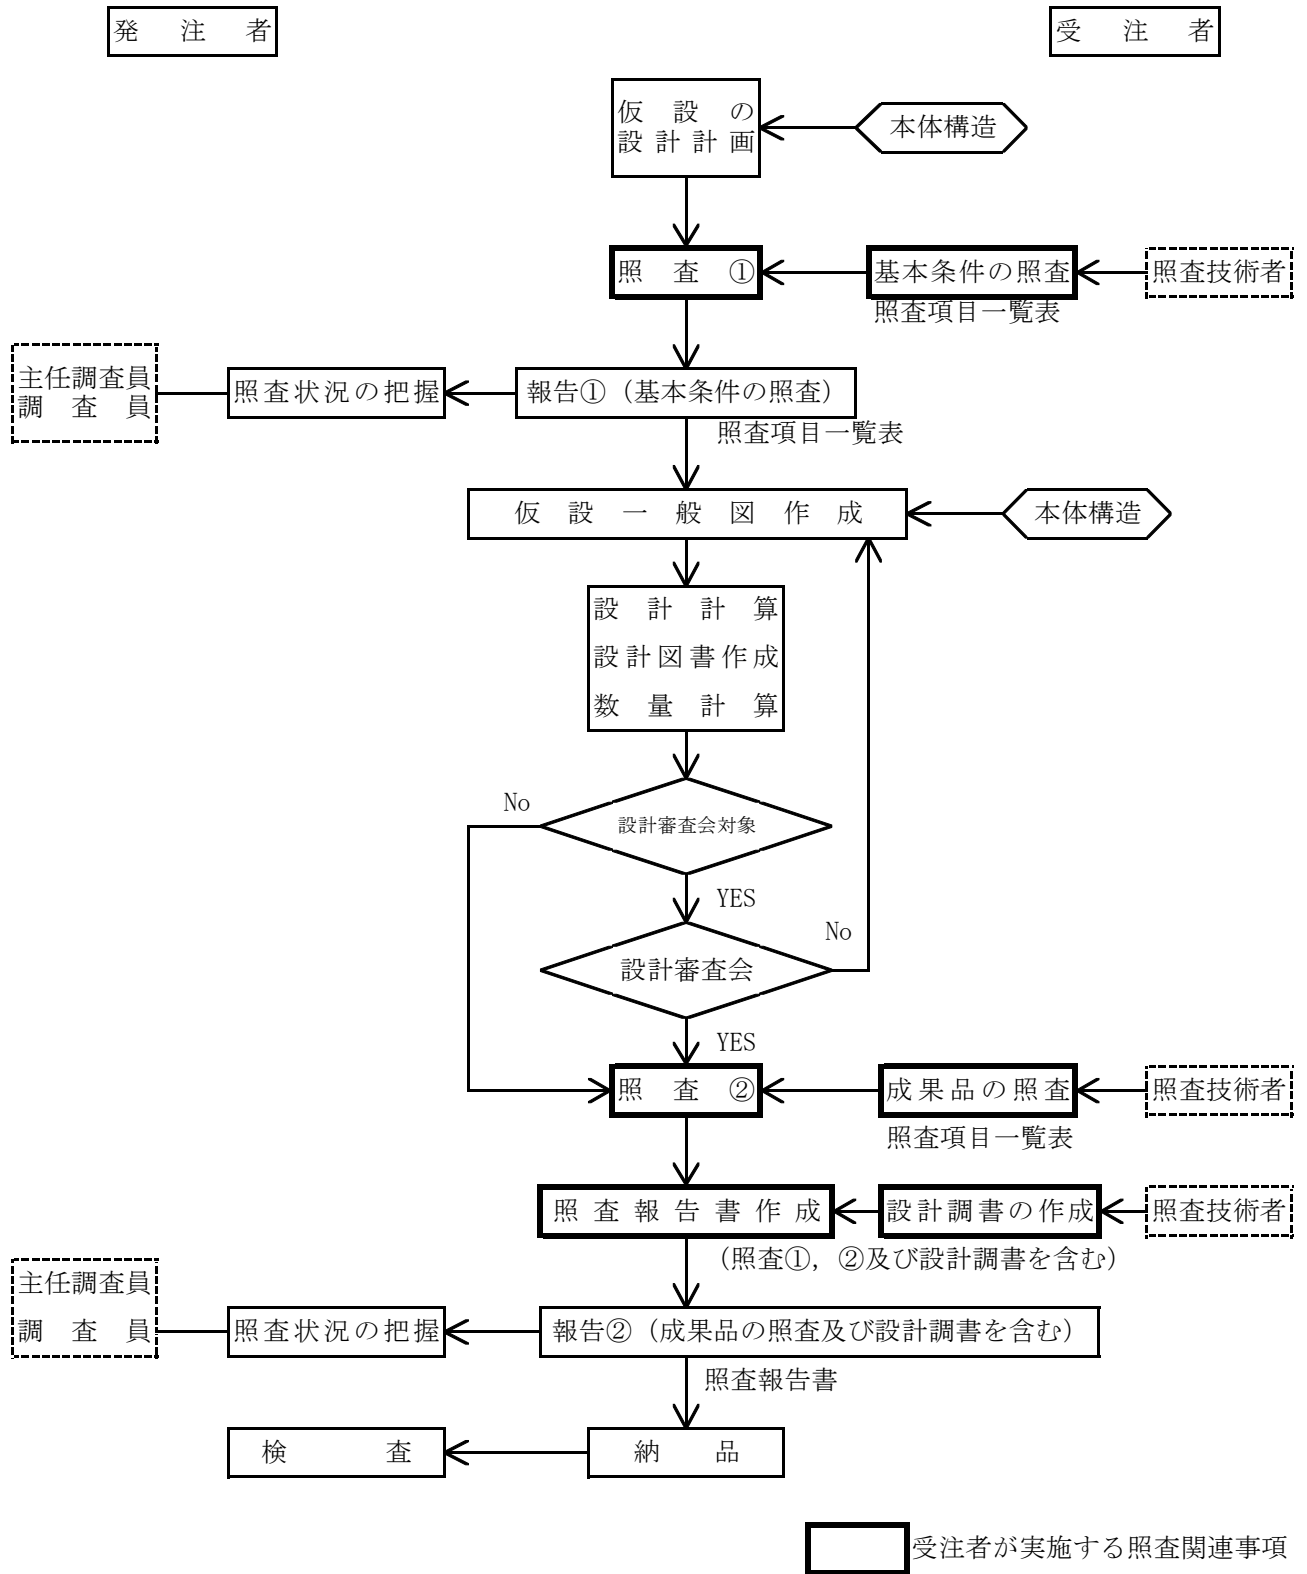 発注者
受注者
仮設の
設計計画
本体構造
照査①
基本条件の照査
照査技術者
照査項目一覧表
主任調査員
調査員
照査状況の把握
報告①（基本条件の照査）
照査項目一覧表
仮設一般図作成
本体構造
設計計算
設計図書作成
数量計算
No
設計審査会対象
YES
No
設計審査会
YES
照査②
成果品の照査
照査技術者
照査項目一覧表
照査報告書作成
設計調書の作成
照査技術者
（照査①，②及び設計調書を含む）
主任調査員
調査員
照査状況の把握
報告②（成果品の照査及び設計調書を含む）
照査報告書
検査
納品
受注者が実施する照査関連事項